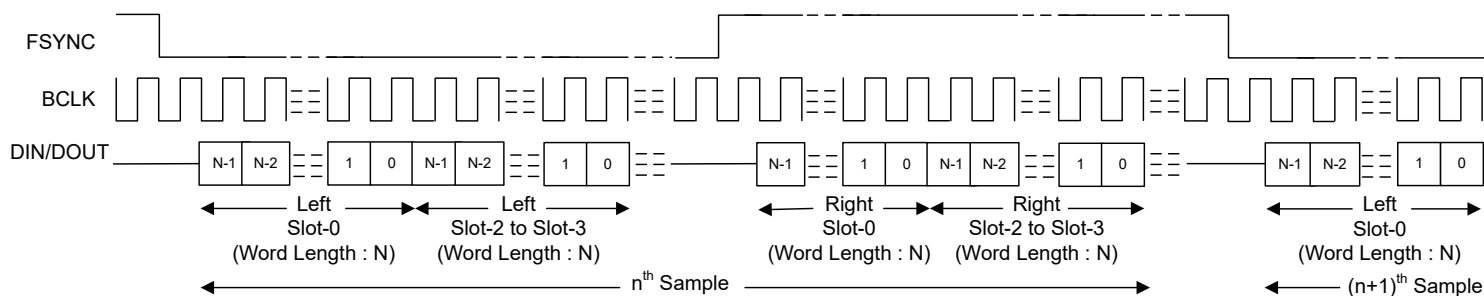 FSYNC
BCLK
DIN/DOUT
N-1 N-2 1 0 N-1 N-2 1 0 N-1 1 0 N-1 N-2 1 0 N-1 N-2 1 0
Left Left Right Right Left
Slot-0 Slot-2 to Slot-3 Slot-0 Slot-2 to Slot-3 Slot-0
(Word Length : N) (Word Length : N) (Word Length : N) (Word Length : N) (Word Length : N)
nth Sample (n+1)th Sample